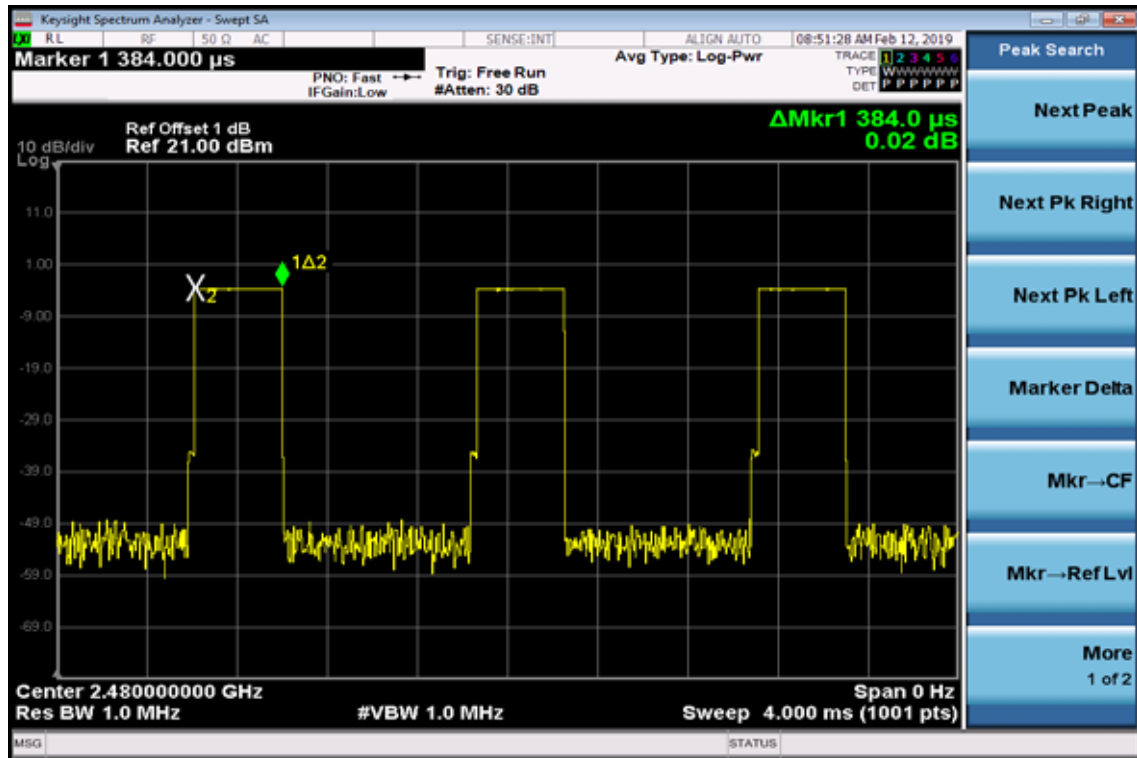 Keysight Spectrum Analyzer - Swept SA
RL RF 50 Ω AC SENSE:INT ALIGN AUTO 08:51:28 AM Feb 12, 2019
Marker 1 384.000 µs
PNO: Fast
IFGain:Low
Trig: Free Run
#Atten: 30 dB
Avg Type: Log-Pwr
TRACE 1 2 3 4 5 6
TYPE WWWWWWW
DET P P P P P P
Peak Search
Next Peak
Next Pk Right
Next Pk Left
Marker Delta
Mkr→CF
Mkr→Ref Lvl
More
1 of 2
ΔMkr1 384.0 µs
0.02 dB
Ref Offset 1 dB
10 dB/div Ref 21.00 dBm
Log
11.0
1.00
-9.00
-19.0
-29.0
-39.0
-49.0
-59.0
-69.0
1Δ2
X2
Center 2.480000000 GHz Span 0 Hz
Res BW 1.0 MHz #VBW 1.0 MHz Sweep 4.000 ms (1001 pts)
MSG STATUS